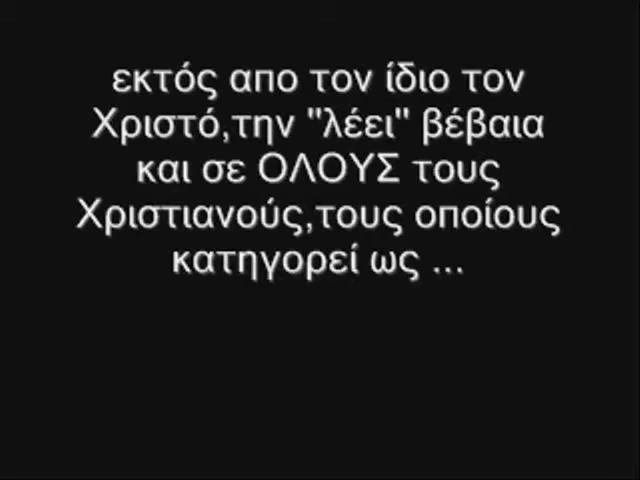 εκτός απο τον ίδιο τον
Χριστό,την "λέει" βέβαια
και σε ΟΛΟΥΣ τους
Χριστιανούς,τους οποίους
κατηγορεί ως ...